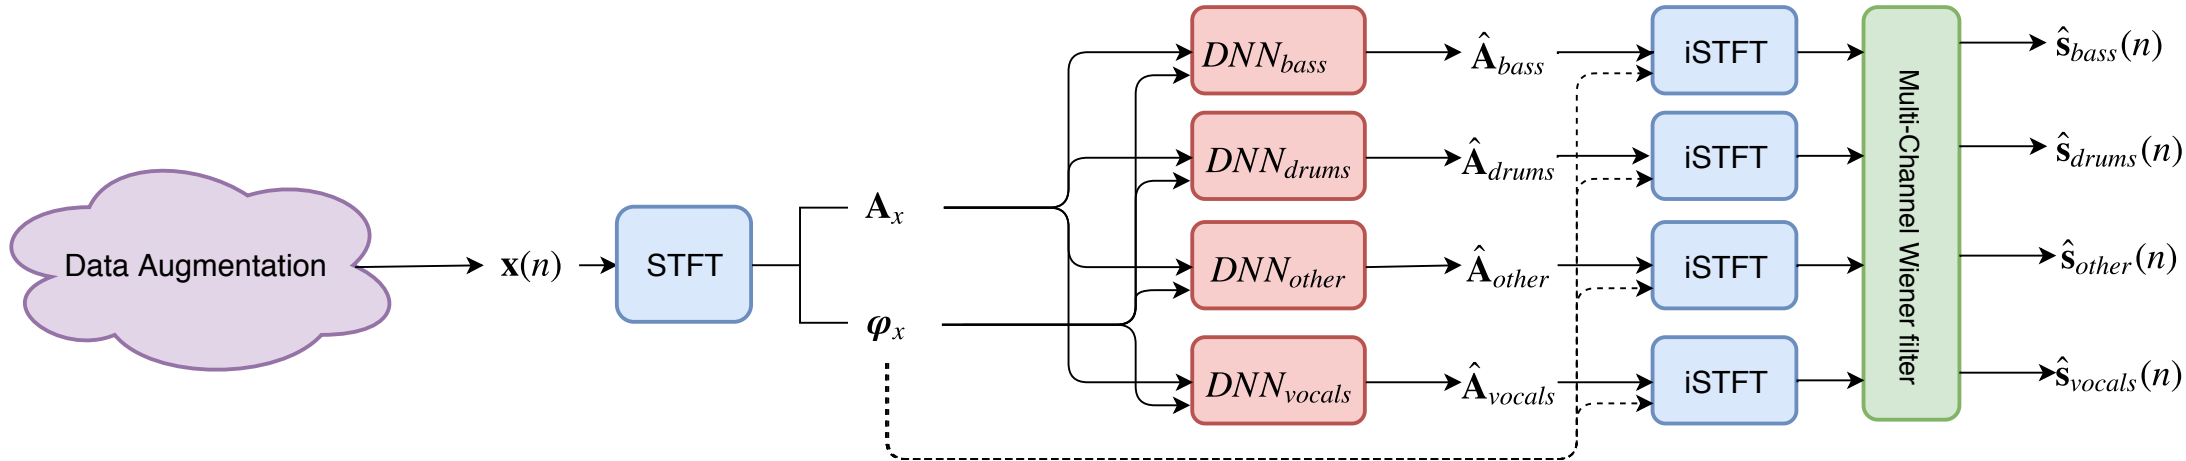 Data Augmentation
x(n)
STFT
A_x
φ_x
DNN_bass
DNN_drums
DNN_other
DNN_vocals
Â_bass
Â_drums
Â_other
Â_vocals
iSTFT
iSTFT
iSTFT
iSTFT
Multi-Channel Wiener filter
ŝ_bass(n)
ŝ_drums(n)
ŝ_other(n)
ŝ_vocals(n)